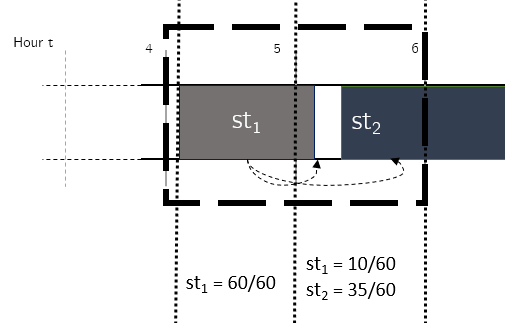 Hour t
4 5 6
st₁ st₂
st₁ = 60/60
st₁ = 10/60
st₂ = 35/60